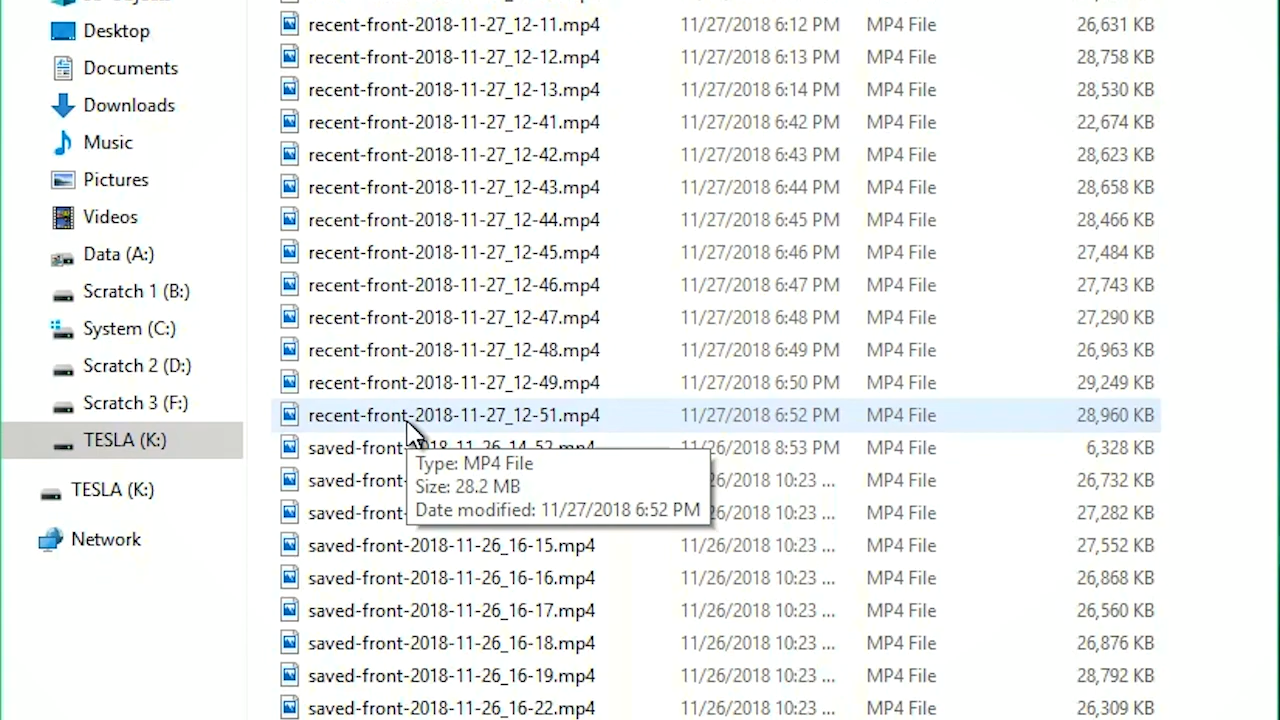 Desktop
Documents
Downloads
Music
Pictures
Videos
Data (A:)
Scratch 1 (B:)
System (C:)
Scratch 2 (D:)
Scratch 3 (F:)
TESLA (K:)
TESLA (K:)
Network
recent-front-2018-11-27_12-11.mp4 11/27/2018 6:12 PM MP4 File 26,631 KB
recent-front-2018-11-27_12-12.mp4 11/27/2018 6:13 PM MP4 File 28,758 KB
recent-front-2018-11-27_12-13.mp4 11/27/2018 6:14 PM MP4 File 28,530 KB
recent-front-2018-11-27_12-41.mp4 11/27/2018 6:42 PM MP4 File 22,674 KB
recent-front-2018-11-27_12-42.mp4 11/27/2018 6:43 PM MP4 File 28,623 KB
recent-front-2018-11-27_12-43.mp4 11/27/2018 6:44 PM MP4 File 28,658 KB
recent-front-2018-11-27_12-44.mp4 11/27/2018 6:45 PM MP4 File 28,466 KB
recent-front-2018-11-27_12-45.mp4 11/27/2018 6:46 PM MP4 File 27,484 KB
recent-front-2018-11-27_12-46.mp4 11/27/2018 6:47 PM MP4 File 27,743 KB
recent-front-2018-11-27_12-47.mp4 11/27/2018 6:48 PM MP4 File 27,290 KB
recent-front-2018-11-27_12-48.mp4 11/27/2018 6:49 PM MP4 File 26,963 KB
recent-front-2018-11-27_12-49.mp4 11/27/2018 6:50 PM MP4 File 29,249 KB
recent-front-2018-11-27_12-51.mp4 11/27/2018 6:52 PM MP4 File 28,960 KB
saved-front-2018-11-26_14-52.mp4 11/26/2018 8:53 PM MP4 File 6,328 KB
Type: MP4 File
Size: 28.2 MB
Date modified: 11/27/2018 6:52 PM
saved-front- 26/2018 10:23 ... MP4 File 26,732 KB
saved-front- 26/2018 10:23 ... MP4 File 27,282 KB
saved-front-2018-11-26_16-15.mp4 11/26/2018 10:23 ... MP4 File 27,552 KB
saved-front-2018-11-26_16-16.mp4 11/26/2018 10:23 ... MP4 File 26,868 KB
saved-front-2018-11-26_16-17.mp4 11/26/2018 10:23 ... MP4 File 26,560 KB
saved-front-2018-11-26_16-18.mp4 11/26/2018 10:23 ... MP4 File 26,876 KB
saved-front-2018-11-26_16-19.mp4 11/26/2018 10:23 ... MP4 File 28,792 KB
saved-front-2018-11-26_16-22.mp4 11/26/2018 10:23 ... MP4 File 26,309 KB